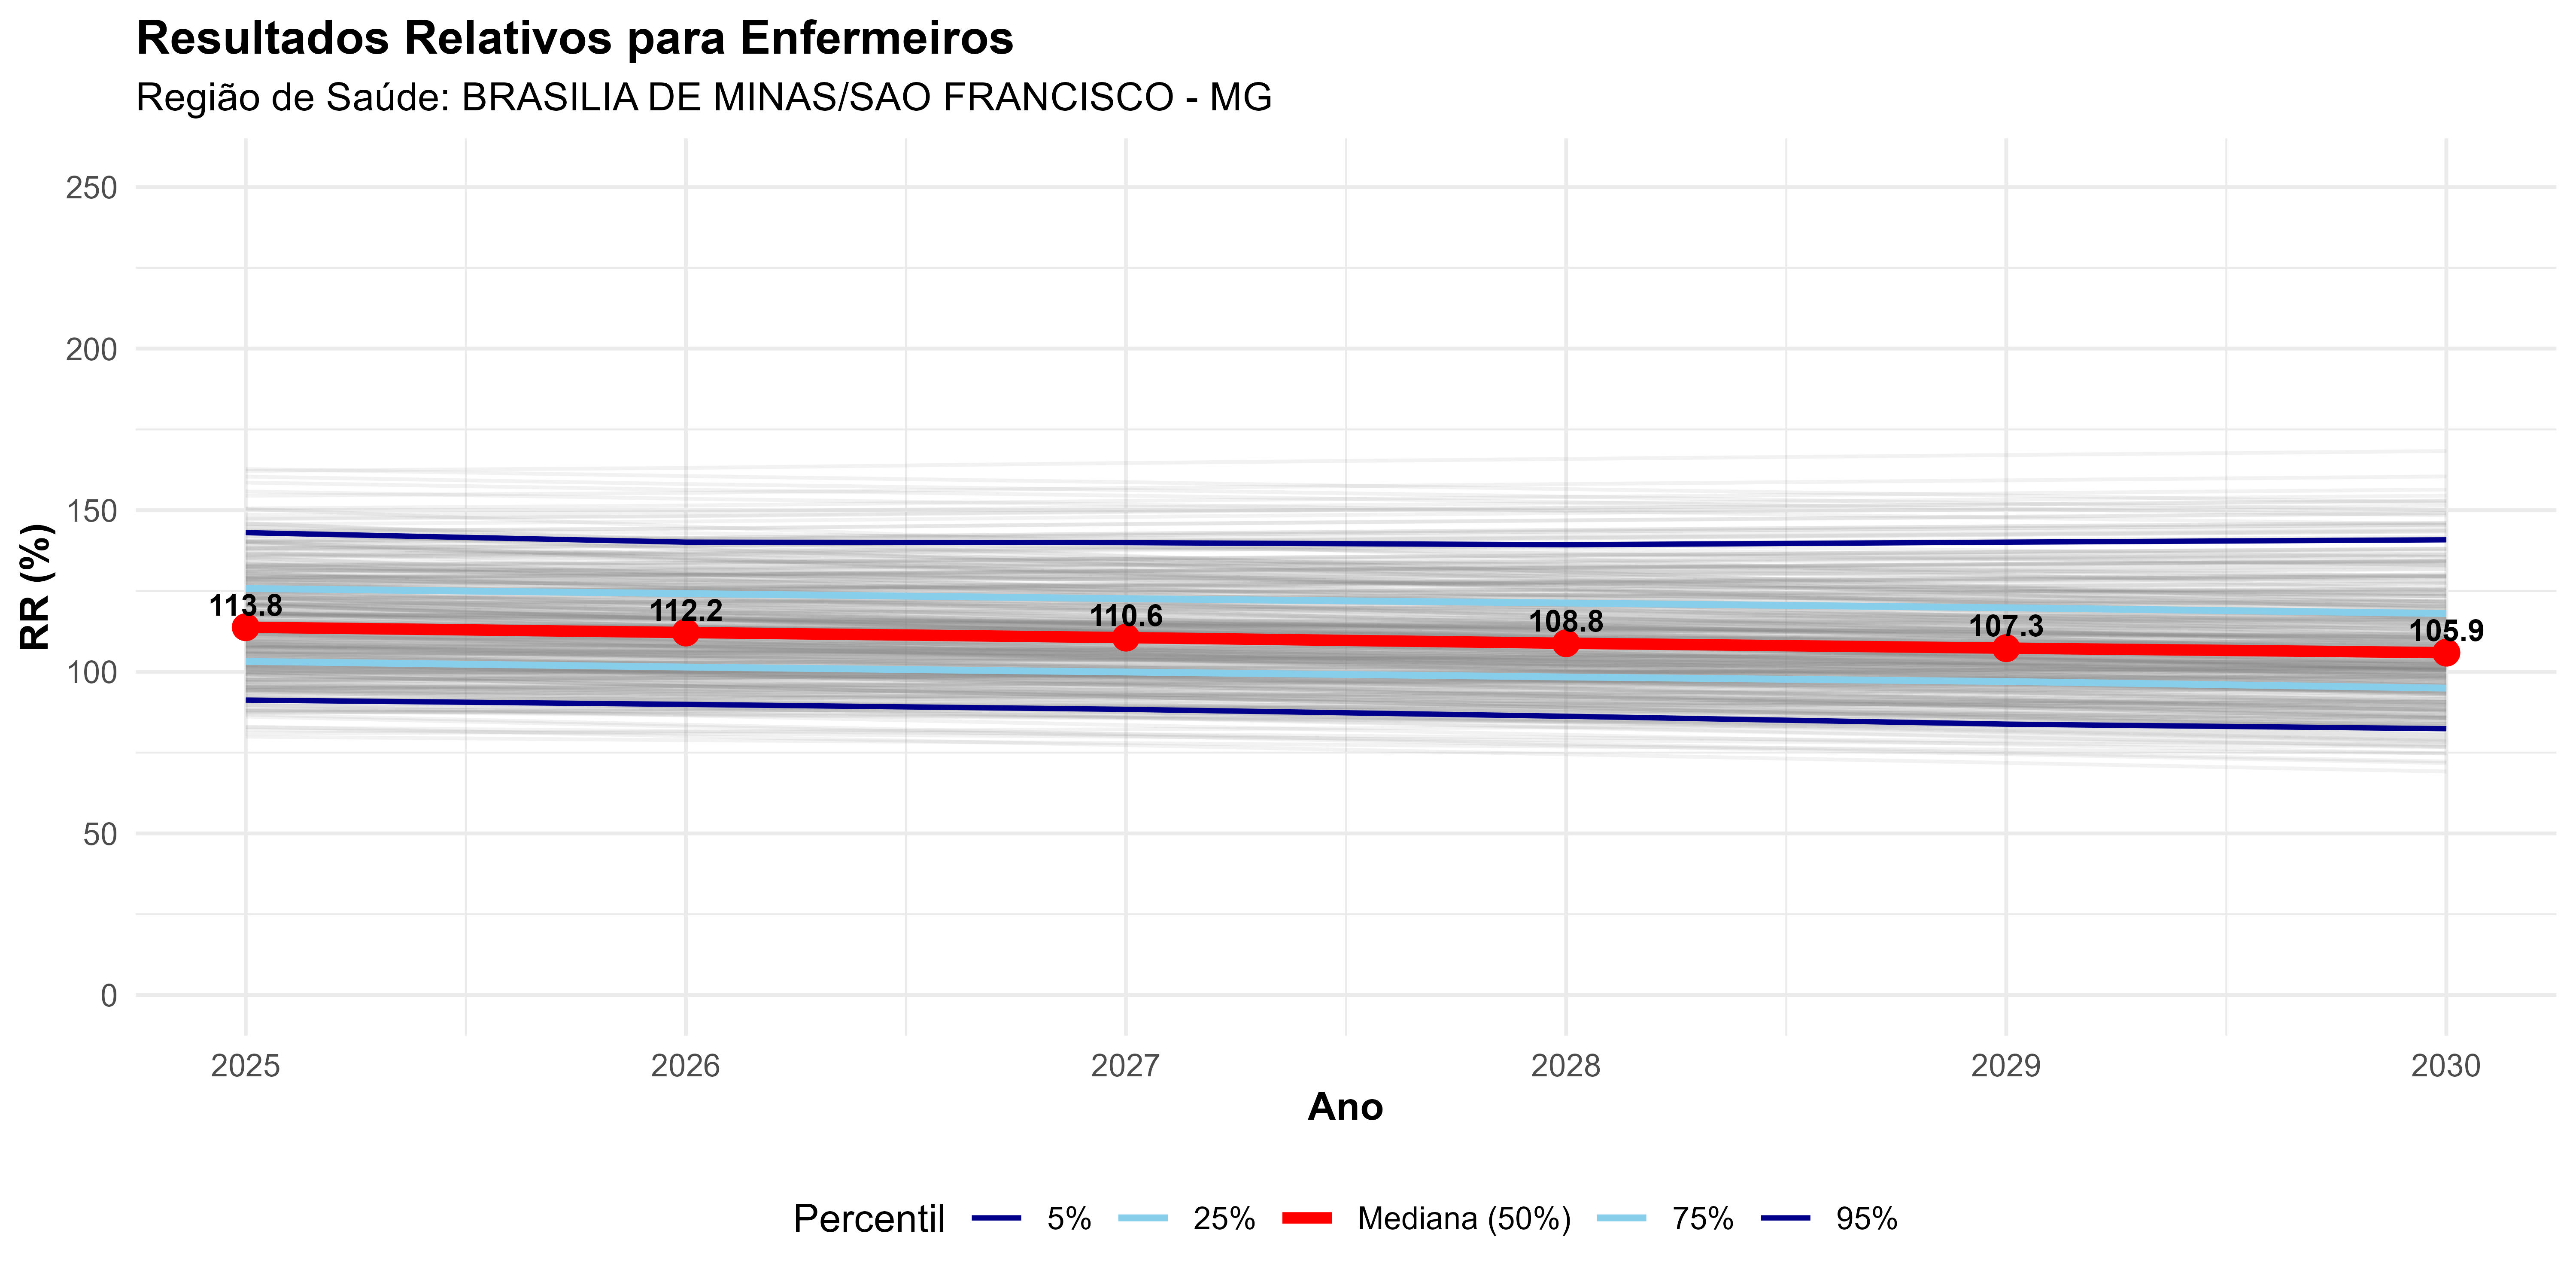 Resultados Relativos para Enfermeiros
Região de Saúde: BRASILIA DE MINAS/SAO FRANCISCO - MG
250
200
150
100
50
0
RR (%)
113.8
112.2
110.6
108.8
107.3
105.9
2025 2026 2027 2028 2029 2030
Ano
Percentil 5% 25% Mediana (50%) 75% 95%